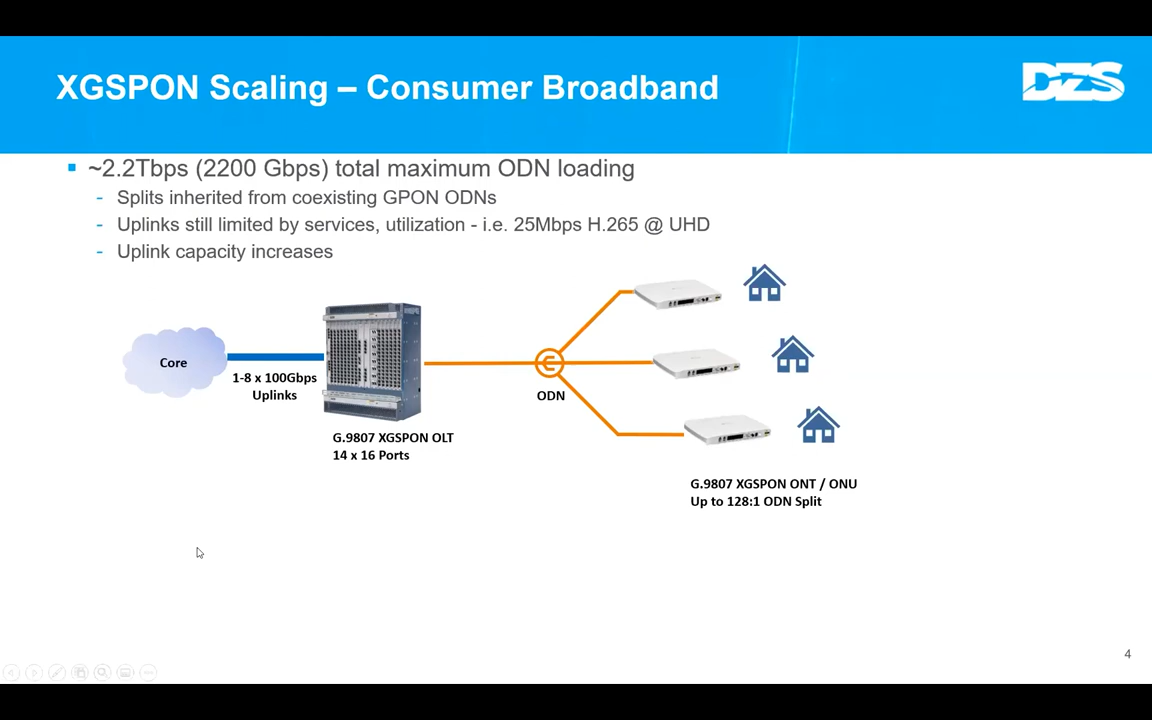 XGSPON Scaling – Consumer Broadband
DZS
~2.2Tbps (2200 Gbps) total maximum ODN loading
- Splits inherited from coexisting GPON ODNs
- Uplinks still limited by services, utilization - i.e. 25Mbps H.265 @ UHD
- Uplink capacity increases
Core
1-8 x 100Gbps
Uplinks
G.9807 XGSPON OLT
14 x 16 Ports
ODN
G.9807 XGSPON ONT / ONU
Up to 128:1 ODN Split
4